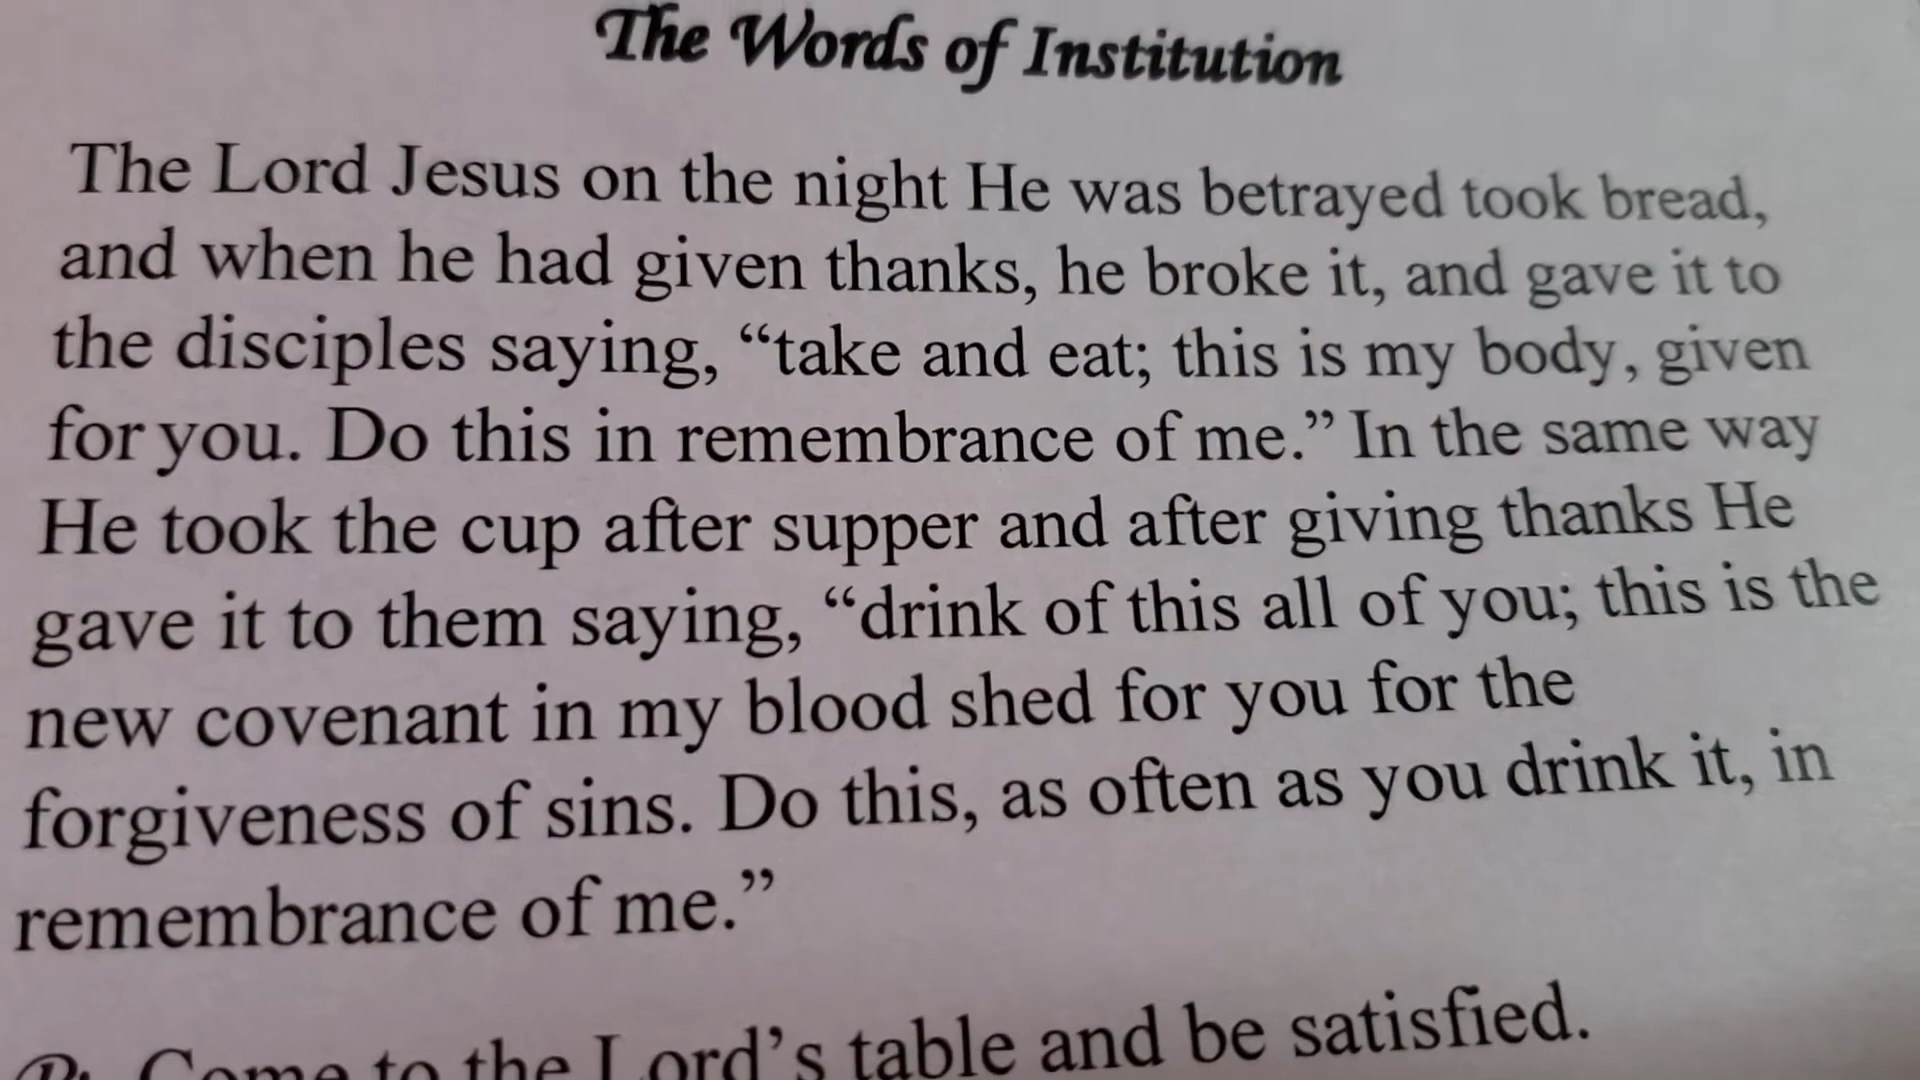 The Words of Institution
The Lord Jesus on the night He was betrayed took bread,
and when he had given thanks, he broke it, and gave it to
the disciples saying, “take and eat; this is my body, given
for you. Do this in remembrance of me.” In the same way
He took the cup after supper and after giving thanks He
gave it to them saying, “drink of this all of you; this is the
new covenant in my blood shed for you for the
forgiveness of sins. Do this, as often as you drink it, in
remembrance of me.”
P: Come to the Lord’s table and be satisfied.